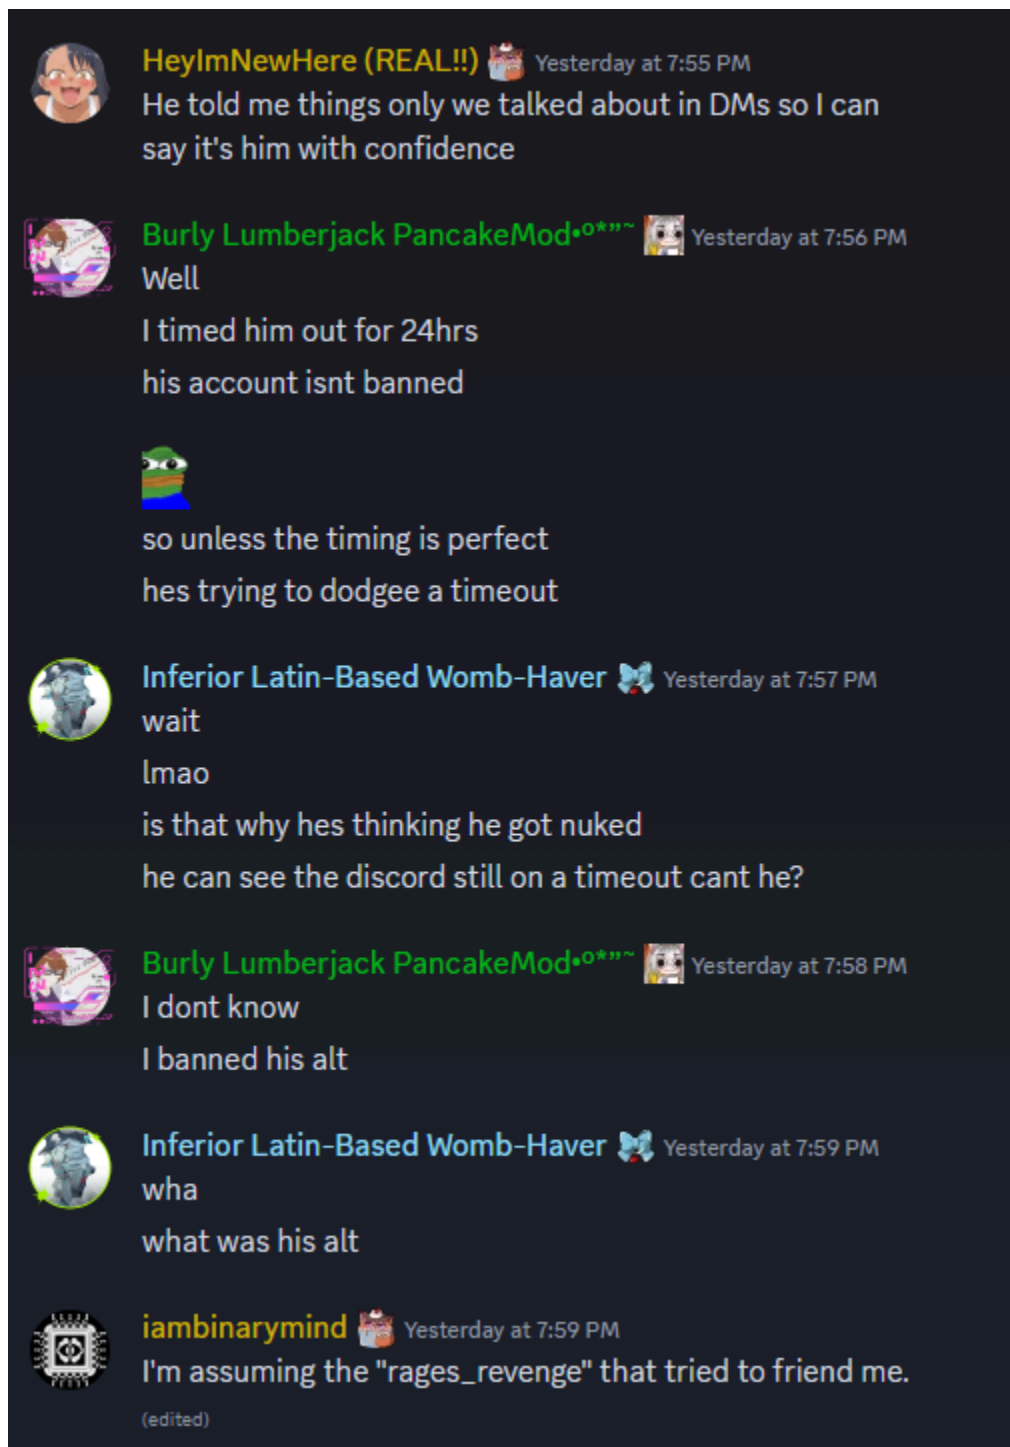 HeyImNewHere (REAL!!) Yesterday at 7:55 PM
He told me things only we talked about in DMs so I can
say it's him with confidence
Burly Lumberjack PancakeMod•º*”˜ Yesterday at 7:56 PM
Well
I timed him out for 24hrs
his account isnt banned
so unless the timing is perfect
hes trying to dodgee a timeout
Inferior Latin-Based Womb-Haver Yesterday at 7:57 PM
wait
lmao
is that why hes thinking he got nuked
he can see the discord still on a timeout cant he?
Burly Lumberjack PancakeMod•º*”˜ Yesterday at 7:58 PM
I dont know
I banned his alt
Inferior Latin-Based Womb-Haver Yesterday at 7:59 PM
wha
what was his alt
iambinarymind Yesterday at 7:59 PM
I'm assuming the "rages_revenge" that tried to friend me.
(edited)